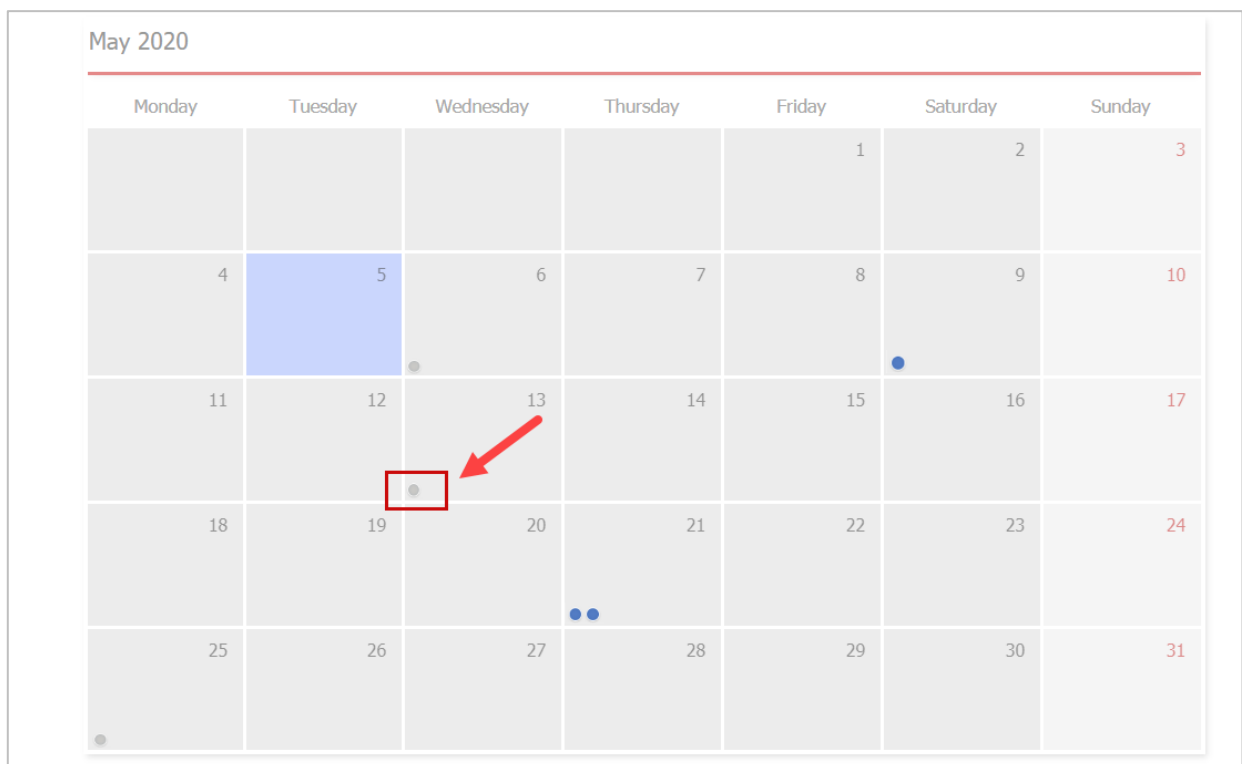 May 2020
Monday Tuesday Wednesday Thursday Friday Saturday Sunday
1 2 3
4 5 6 7 8 9 10
11 12 13 14 15 16 17
18 19 20 21 22 23 24
25 26 27 28 29 30 31